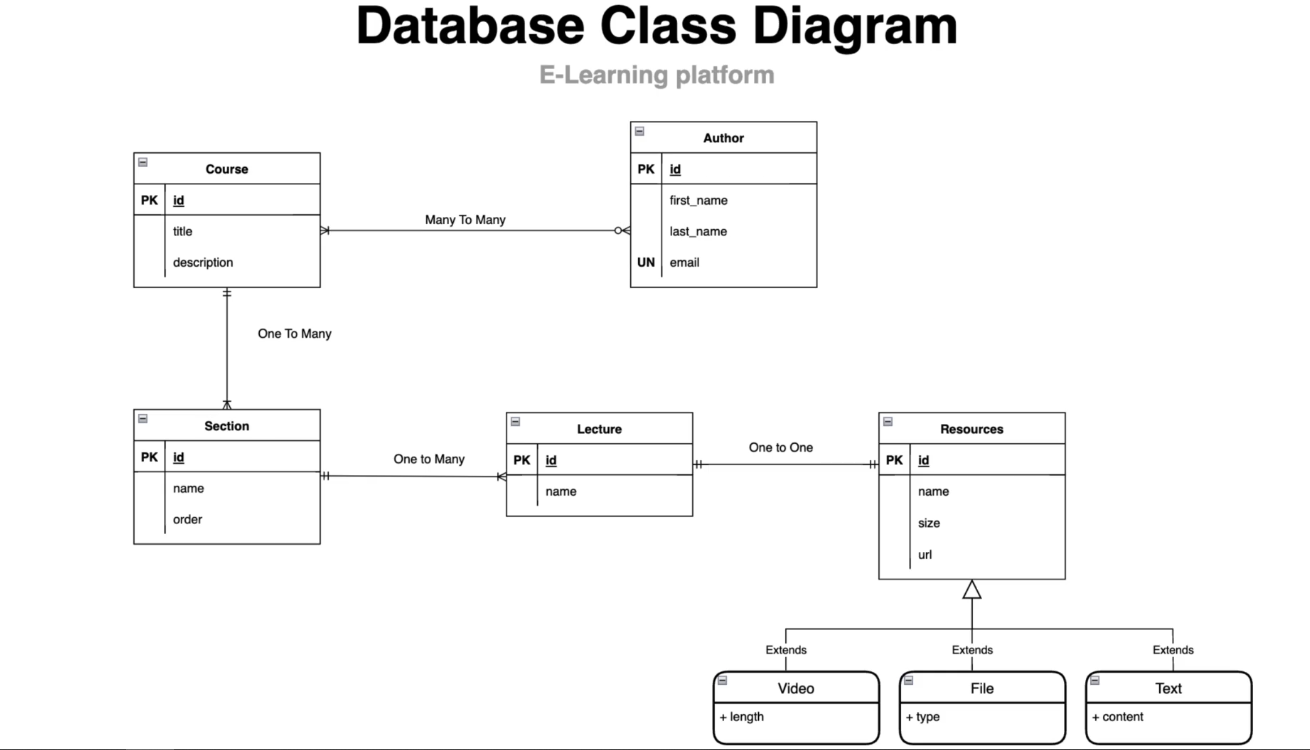 Database Class Diagram
E-Learning platform
Author
PK id
first_name
last_name
UN email
Course
PK id
title
description
Many To Many
One To Many
Section
PK id
name
order
One to Many
Lecture
PK id
name
One to One
Resources
PK id
name
size
url
Extends
Extends
Extends
Video
+ length
File
+ type
Text
+ content